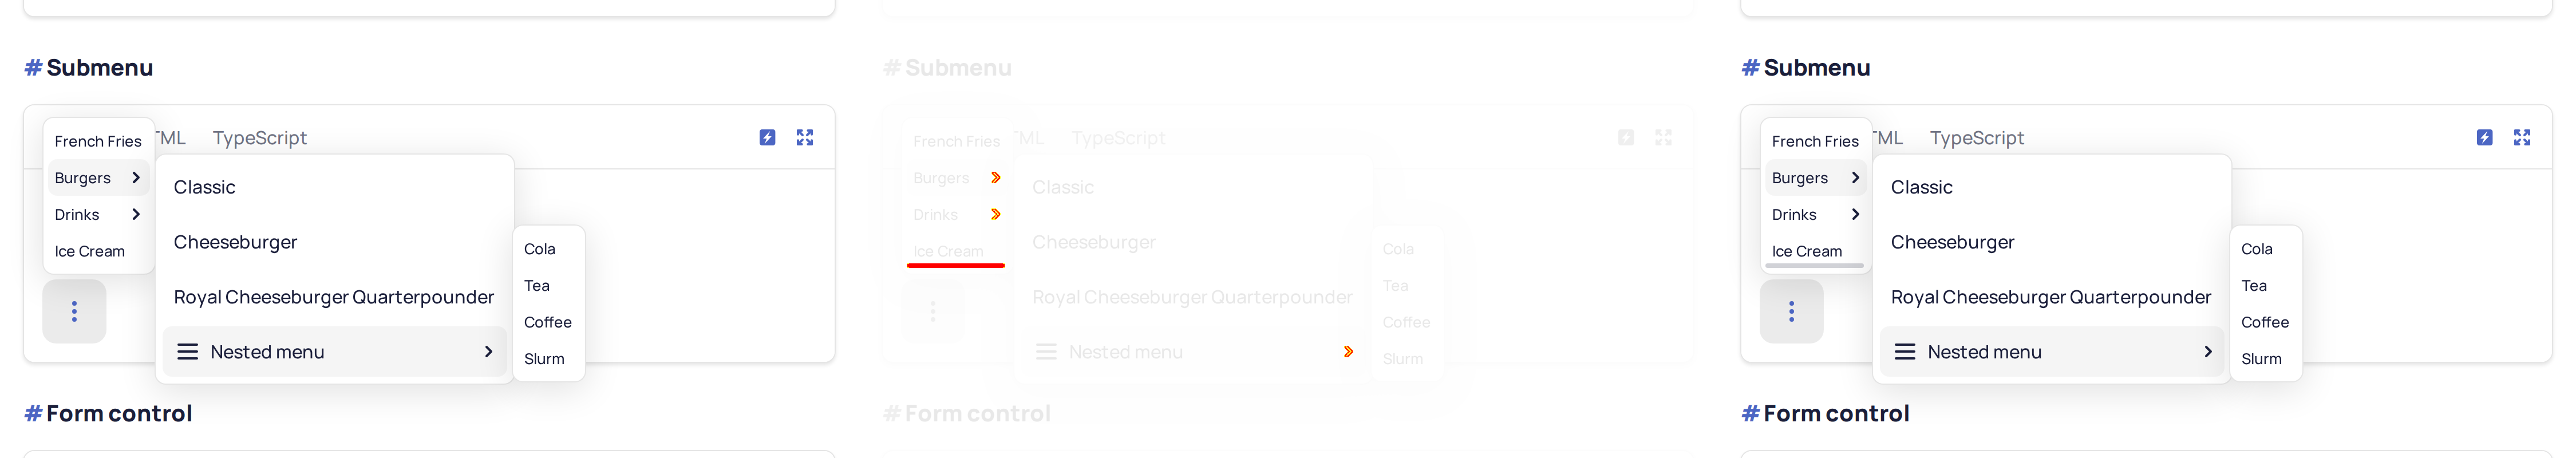 # Submenu
TML TypeScript
French Fries
Burgers
Drinks
Ice Cream
Classic
Cheeseburger
Royal Cheeseburger Quarterpounder
Nested menu
Cola
Tea
Coffee
Slurm
# Form control
# Submenu
ML TypeScript
French Fries
Burgers
Drinks
Ice Cream
Classic
Cheeseburger
Royal Cheeseburger Quarterpounder
Nested menu
Cola
Tea
Coffee
Slurm
# Form control
# Submenu
ML TypeScript
French Fries
Burgers
Drinks
Ice Cream
Classic
Cheeseburger
Royal Cheeseburger Quarterpounder
Nested menu
Cola
Tea
Coffee
Slurm
# Form control